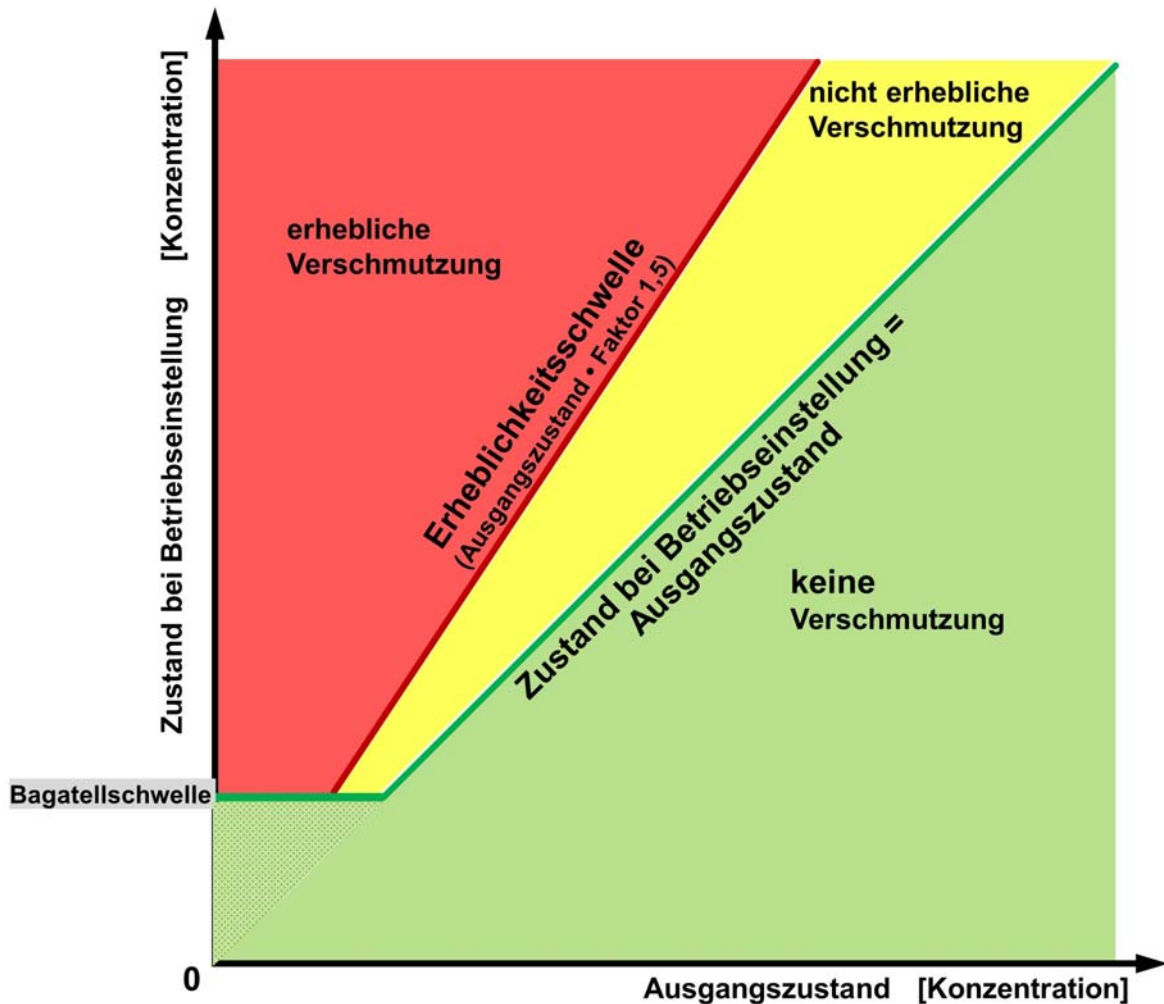 Zustand bei Betriebseinstellung [Konzentration]
nicht erhebliche
Verschmutzung
erhebliche
Verschmutzung
Erheblichkeitsschwelle
(Ausgangszustand • Faktor 1,5)
Zustand bei Betriebseinstellung =
Ausgangszustand
keine
Verschmutzung
Bagatellschwelle
0
Ausgangszustand [Konzentration]